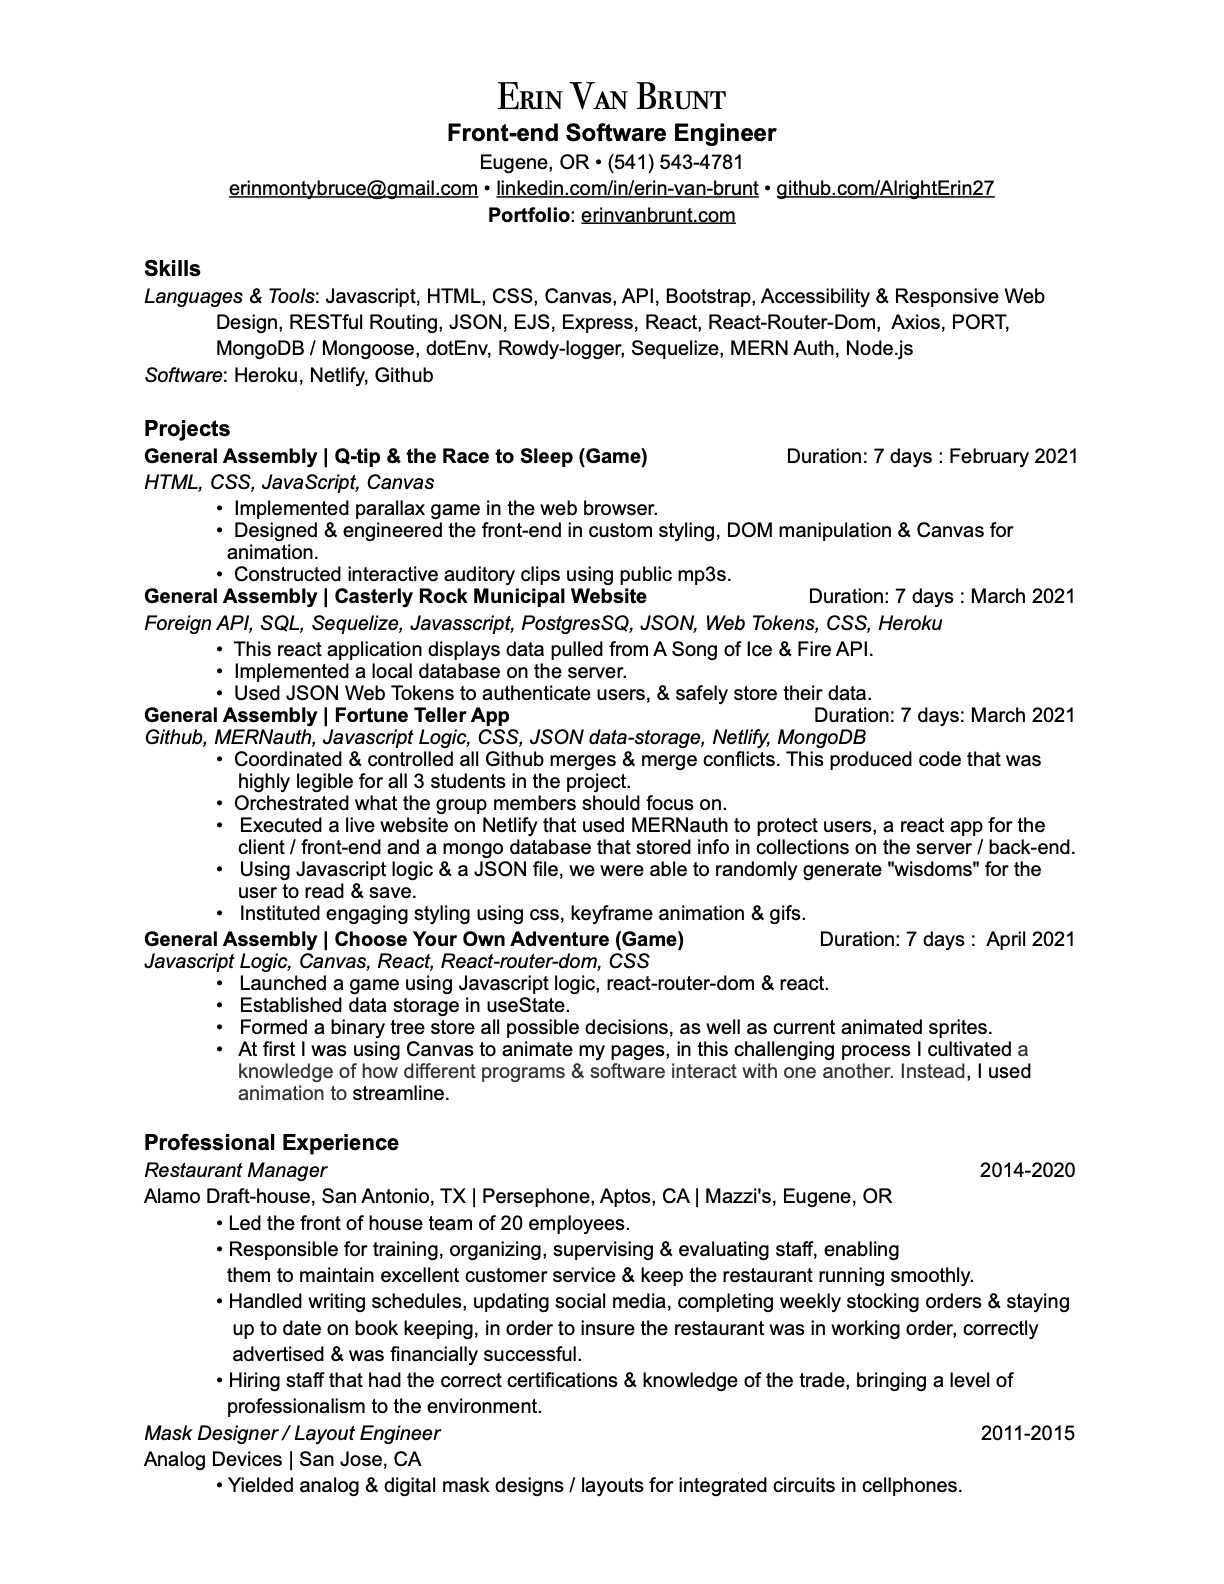 ERIN VAN BRUNT
Front-end Software Engineer
Eugene, OR • (541) 543-4781
erinmontybruce@gmail.com • linkedin.com/in/erin-van-brunt • github.com/AlrightErin27
Portfolio: erinvanbrunt.com
Skills
Languages & Tools: Javascript, HTML, CSS, Canvas, API, Bootstrap, Accessibility & Responsive Web
Design, RESTful Routing, JSON, EJS, Express, React, React-Router-Dom,  Axios, PORT,
MongoDB / Mongoose, dotEnv, Rowdy-logger, Sequelize, MERN Auth, Node.js
Software: Heroku, Netlify, Github
Projects
General Assembly | Q-tip & the Race to Sleep (Game) Duration: 7 days : February 2021
HTML, CSS, JavaScript, Canvas
• Implemented parallax game in the web browser.
• Designed & engineered the front-end in custom styling, DOM manipulation & Canvas for
animation.
• Constructed interactive auditory clips using public mp3s.
General Assembly | Casterly Rock Municipal Website Duration: 7 days : March 2021
Foreign API, SQL, Sequelize, Javasscript, PostgresSQ, JSON, Web Tokens, CSS, Heroku
• This react application displays data pulled from A Song of Ice & Fire API.
• Implemented a local database on the server.
• Used JSON Web Tokens to authenticate users, & safely store their data.
General Assembly | Fortune Teller App Duration: 7 days: March 2021
Github, MERNauth, Javascript Logic, CSS, JSON data-storage, Netlify, MongoDB
• Coordinated & controlled all Github merges & merge conflicts. This produced code that was
highly legible for all 3 students in the project.
• Orchestrated what the group members should focus on.
• Executed a live website on Netlify that used MERNauth to protect users, a react app for the
client / front-end and a mongo database that stored info in collections on the server / back-end.
• Using Javascript logic & a JSON file, we were able to randomly generate "wisdoms" for the
user to read & save.
• Instituted engaging styling using css, keyframe animation & gifs.
General Assembly | Choose Your Own Adventure (Game) Duration: 7 days :  April 2021
Javascript Logic, Canvas, React, React-router-dom, CSS
• Launched a game using Javascript logic, react-router-dom & react.
• Established data storage in useState.
• Formed a binary tree store all possible decisions, as well as current animated sprites.
• At first I was using Canvas to animate my pages, in this challenging process I cultivated a
knowledge of how different programs & software interact with one another. Instead, I used
animation to streamline.
Professional Experience
Restaurant Manager 2014-2020
Alamo Draft-house, San Antonio, TX | Persephone, Aptos, CA | Mazzi's, Eugene, OR
• Led the front of house team of 20 employees.
• Responsible for training, organizing, supervising & evaluating staff, enabling
them to maintain excellent customer service & keep the restaurant running smoothly.
• Handled writing schedules, updating social media, completing weekly stocking orders & staying
up to date on book keeping, in order to insure the restaurant was in working order, correctly
advertised & was financially successful.
• Hiring staff that had the correct certifications & knowledge of the trade, bringing a level of
professionalism to the environment.
Mask Designer / Layout Engineer 2011-2015
Analog Devices | San Jose, CA
• Yielded analog & digital mask designs / layouts for integrated circuits in cellphones.